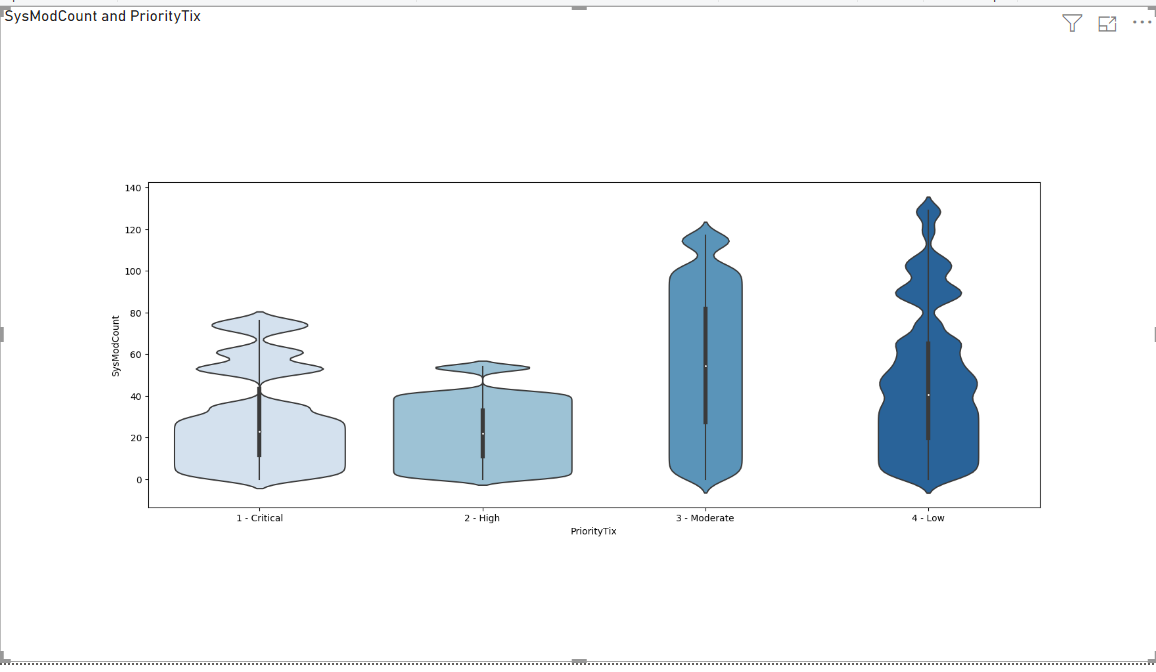 SysModCount and PriorityTix
140
120
100
80
60
40
20
0
SysModCount
1 - Critical
2 - High
3 - Moderate
4 - Low
PriorityTix